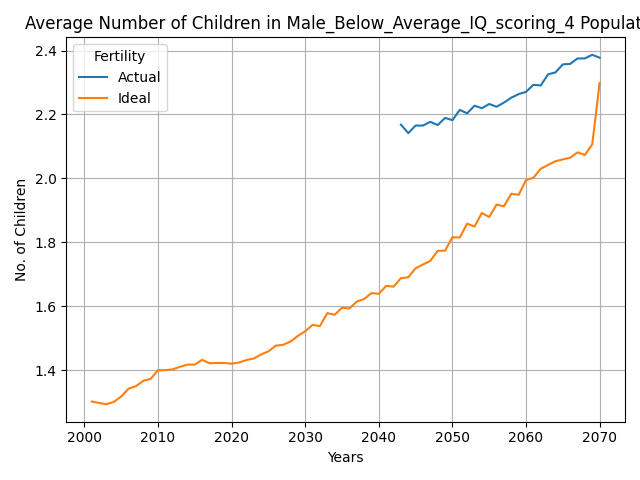 Average Number of Children in Male_Below_Average_IQ_scoring_4 Populat
Fertility
Actual
Ideal
No. of Children
2.4
2.2
2.0
1.8
1.6
1.4
2000 2010 2020 2030 2040 2050 2060 2070
Years